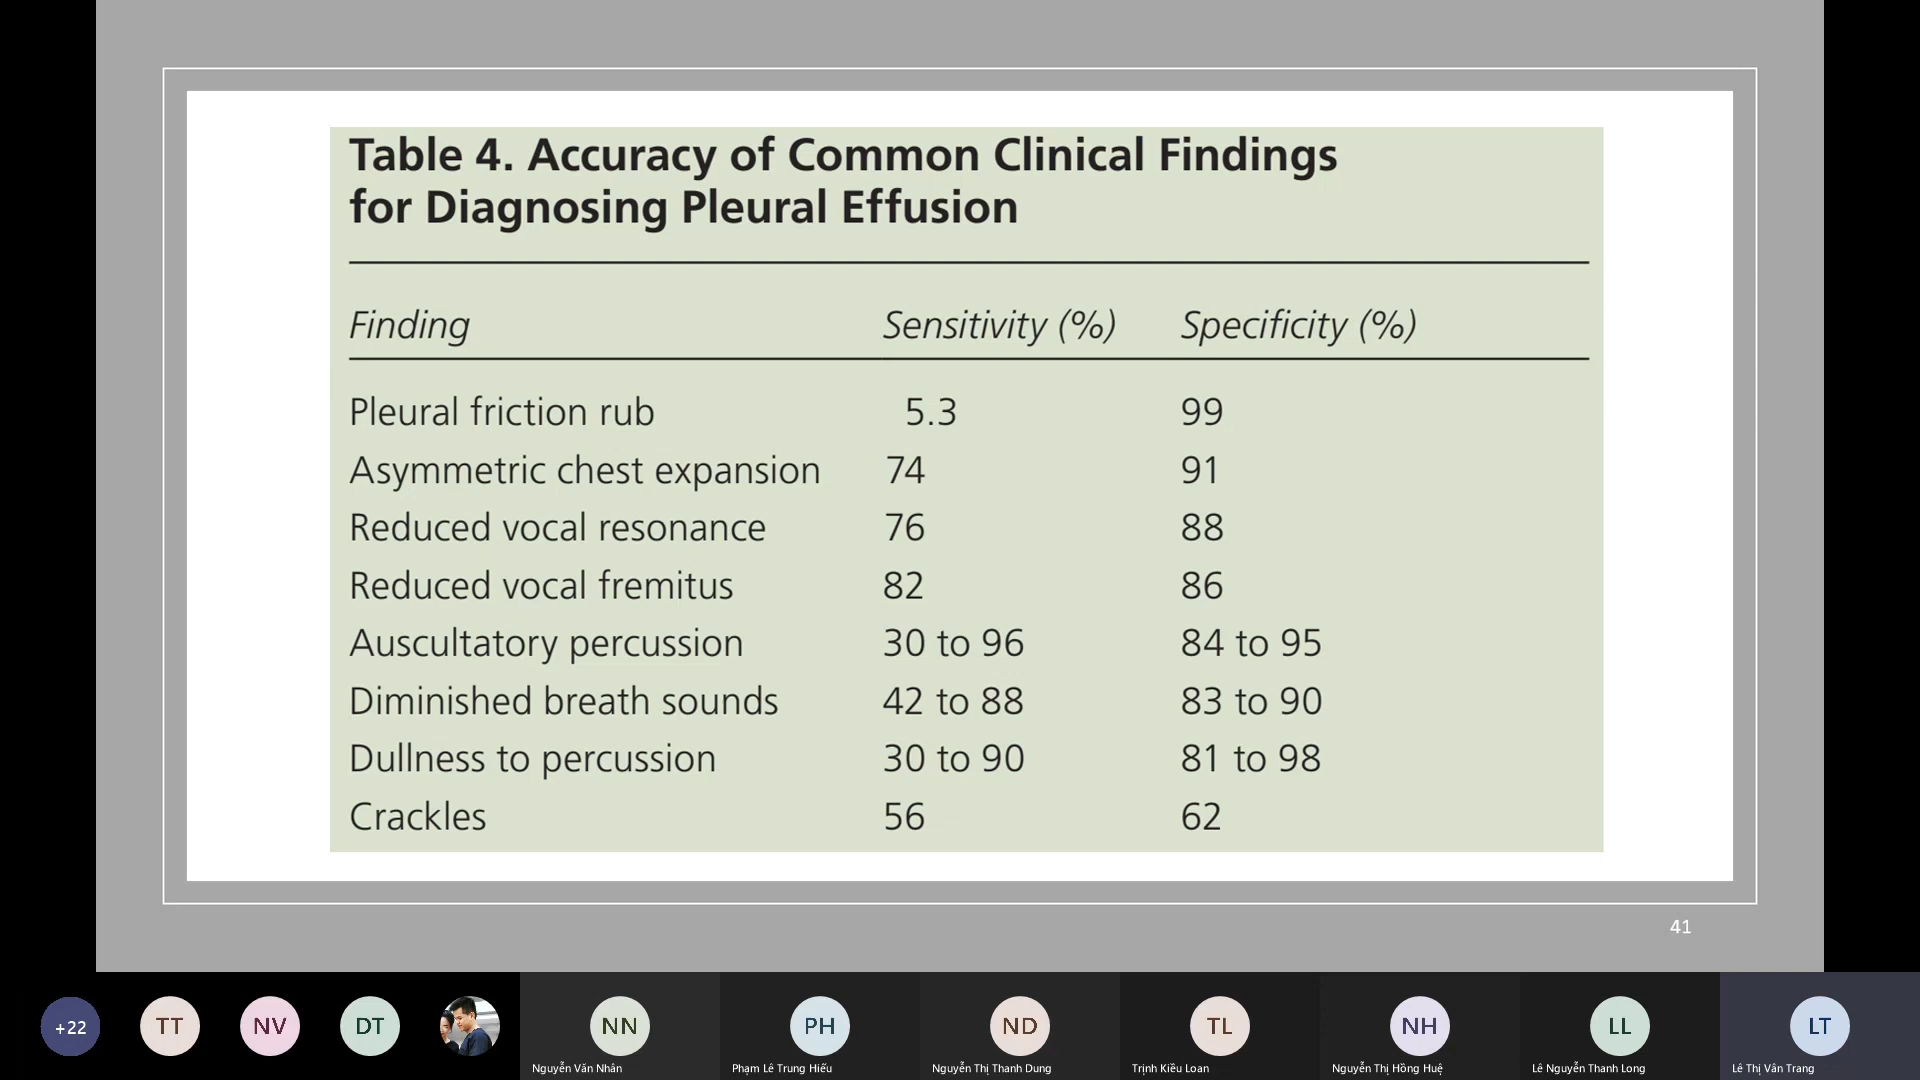 Table 4. Accuracy of Common Clinical Findings
for Diagnosing Pleural Effusion
Finding Sensitivity (%) Specificity (%)
Pleural friction rub 5.3 99
Asymmetric chest expansion 74 91
Reduced vocal resonance 76 88
Reduced vocal fremitus 82 86
Auscultatory percussion 30 to 96 84 to 95
Diminished breath sounds 42 to 88 83 to 90
Dullness to percussion 30 to 90 81 to 98
Crackles 56 62
41
+22 TT NV DT NN PH ND TL NH LL LT
Nguyễn Văn Nhân Phạm Lê Trung Hiếu Nguyễn Thị Thanh Dung Trịnh Kiều Loan Nguyễn Thị Hồng Huệ Lê Nguyễn Thanh Long Lê Thị Vân Trang